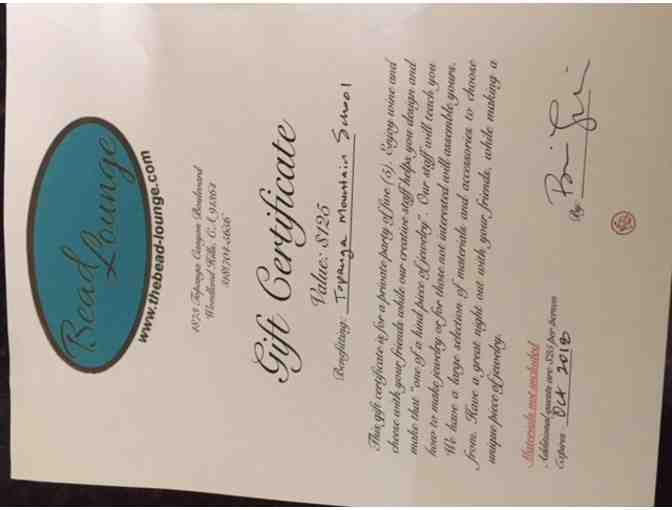 Bead Lounge
www.thebead-lounge.com
Topanga Canyon Boulevard
Woodland Hills, CA
Gift Certificate
Value: $125
Benefiting: Topanga Mountain School
This gift certificate is for a private party of five (5). Enjoy wine and
cheese with your friends while our creative staff helps you design and
make that "one of a kind piece of jewelry". Our staff will teach you
how to make jewelry or for those not interested will assemble yours.
We have a large selection of materials and accessories to choose
from. Have a great night out with your friends, while making a
unique piece of jewelry.
By:
Materials not included
Additional guests are $35 per person
Expires Oct 2018